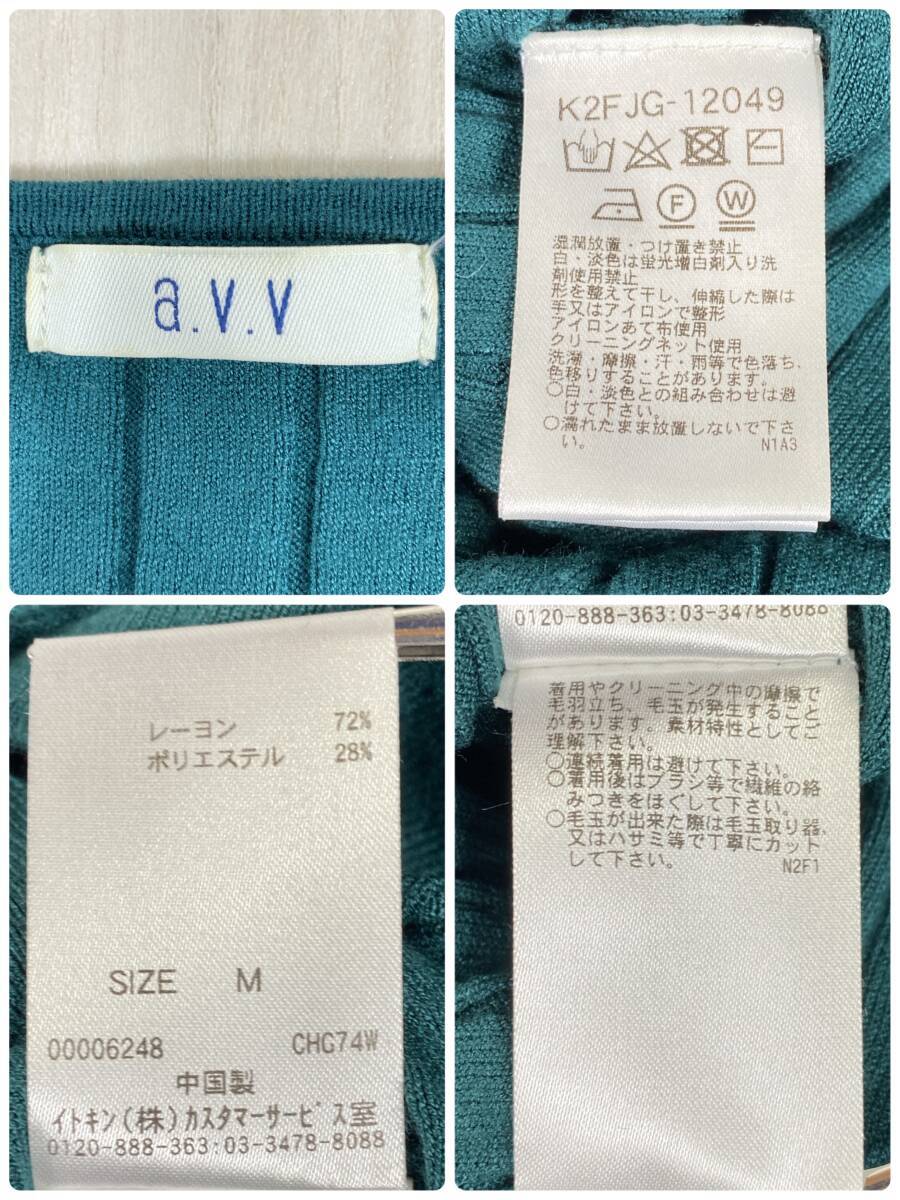 a.v.v
K2FJG-12049
F W
湿潤放置・つけ置き禁止
白・淡色は蛍光増白剤入り洗
剤使用禁止
形を整えて干し、伸縮した際は
手又はアイロンで整形
アイロンあて布使用
クリーニングネット使用
洗濯・摩擦・汗・雨等で色落ち、
色移りすることがあります。
○白・淡色との組み合わせは避
けて下さい。
○濡れたまま放置しないで下さ
い。 N1A3
レーヨン 72%
ポリエステル 28%
SIZE M
00006248 CHG74W
中国製
イトキン(株)カスタマーサービス室
0120-888-363:03-3478-8088
0120-888-363:03-3478-8088
着用やクリーニング中の摩擦で
毛羽立ち、毛玉が発生すること
があります。素材特性としてご
理解下さい。
○連続着用は避けて下さい。
○着用後はブラシ等で繊維の絡
みつきをほぐして下さい。
○毛玉が出来た際は毛玉取り器、
又はハサミ等で丁寧にカット
して下さい。 N2F1